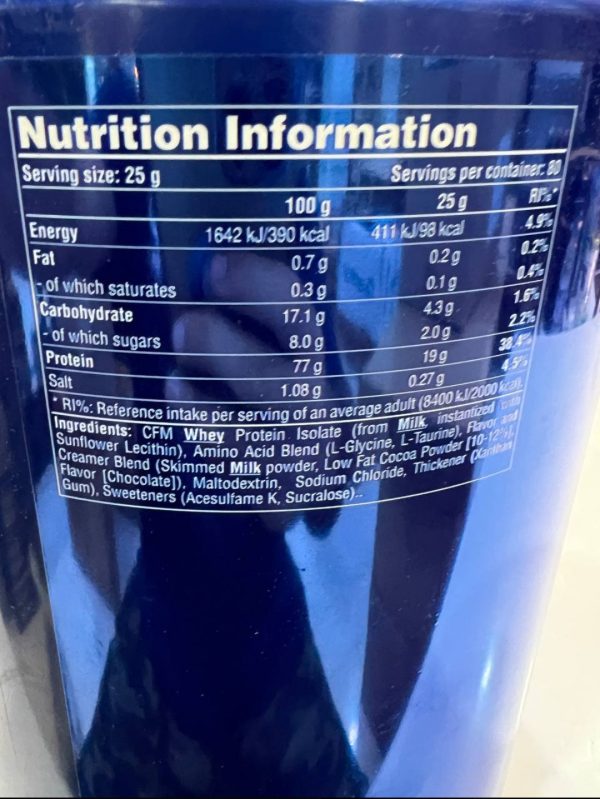 Nutrition Information
Serving size: 25 g Servings per container: 80
100 g 25 g RI%*
Energy 1642 kJ/390 kcal 411 kJ/98 kcal 4.9%
Fat 0.7 g 0.2 g 0.2%
- of which saturates 0.3 g 0.1 g 0.4%
Carbohydrate 17.1 g 4.3 g 1.6%
- of which sugars 8.0 g 2.0 g 2.2%
Protein 77 g 19 g 38.4%
Salt 1.08 g 0.27 g 4.5%
* RI%: Reference intake per serving of an average adult (8400 kJ/2000 kcal).
Ingredients: CFM Whey Protein Isolate (from Milk, instantized with
Sunflower Lecithin), Amino Acid Blend (L-Glycine, L-Taurine), Flavor and
Creamer Blend (Skimmed Milk powder, Low Fat Cocoa Powder [10-12%],
Flavor [Chocolate]), Maltodextrin, Sodium Chloride, Thickener (Xanthan
Gum), Sweeteners (Acesulfame K, Sucralose)..